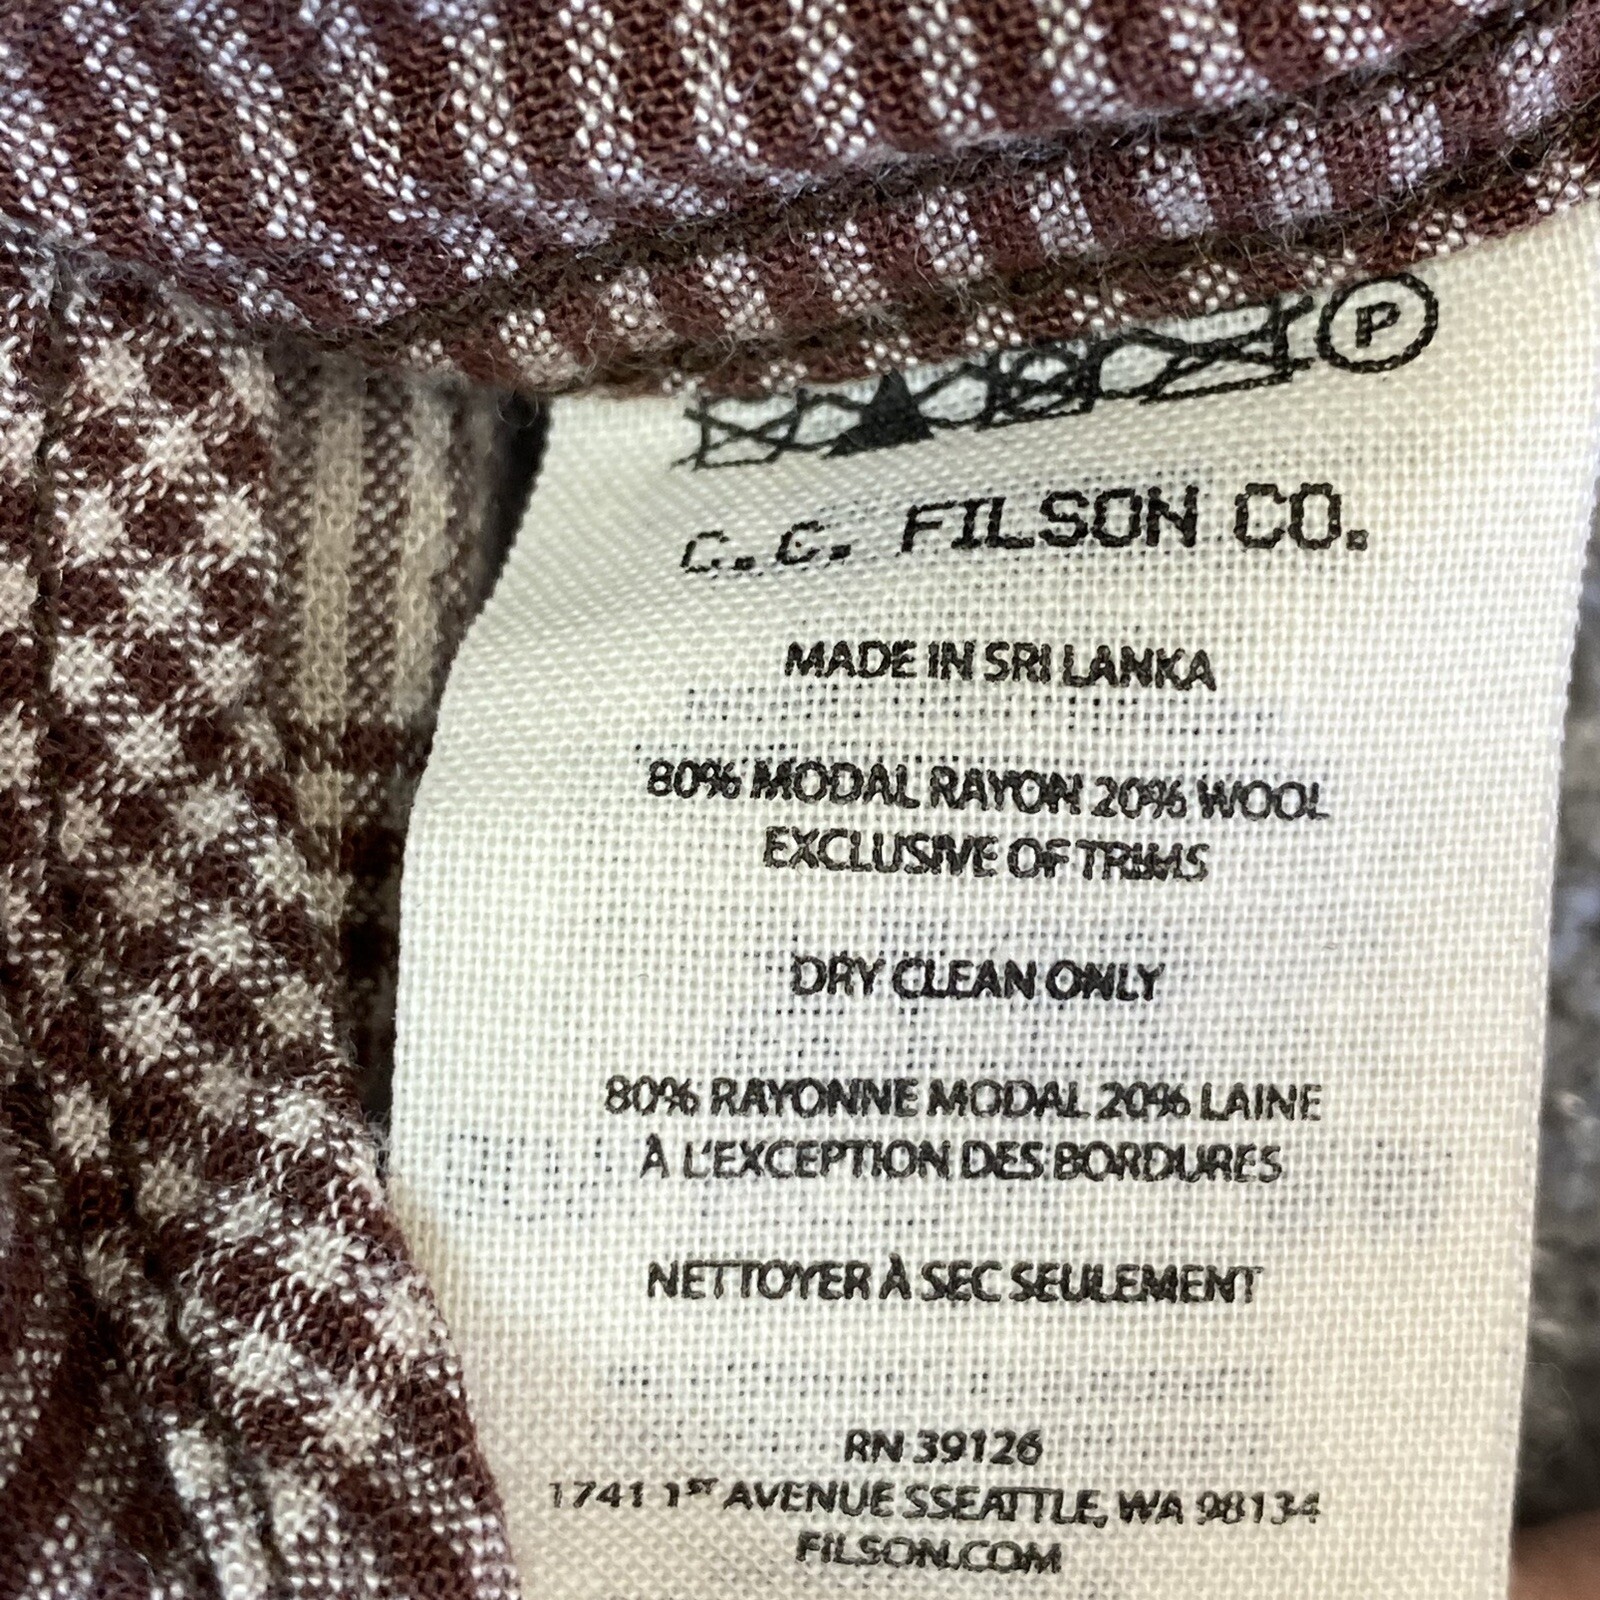 P
C.C. FILSON CO.
MADE IN SRI LANKA
80% MODAL RAYON 20% WOOL
EXCLUSIVE OF TRIMS
DRY CLEAN ONLY
80% RAYONNE MODAL 20% LAINE
À L'EXCEPTION DES BORDURES
NETTOYER À SEC SEULEMENT
RN 39126
1741 1ST AVENUE SSEATTLE, WA 98134
FILSON.COM